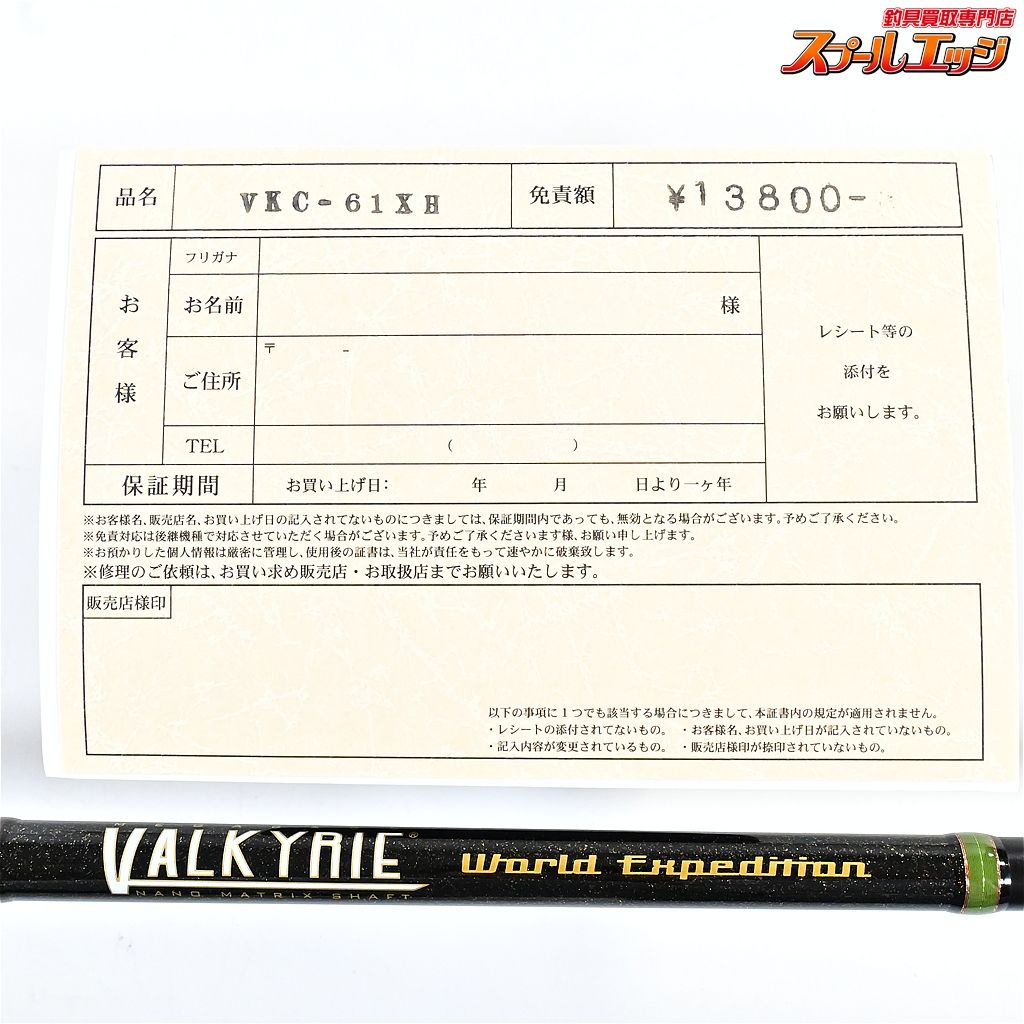 釣具買取専門店
スプールエッジ
品名 VKC-61XH 免責額 ¥13800-
フリガナ
お客様
お名前 様
ご住所 〒 -
TEL ( )
保証期間 お買い上げ日: 年 月 日より一ヶ年
レシート等の
添付を
お願いします。
※お客様名、販売店名、お買い上げ日の記入されてないものにつきましては、保証期間内であっても、無効となる場合がございます。予めご了承ください。
※免責対応は後継機種で対応させていただく場合がございます。予めご了承くださいます様、お願い申し上げます。
※お預かりした個人情報は厳密に管理し、使用後の証書は、当社が責任をもって速やかに破棄致します。
※修理のご依頼は、お買い求め販売店・お取扱店までお願いいたします。
販売店様印
以下の事項に1つでも該当する場合につきまして、本証書内の規定が適用されません。
・レシートの添付されてないもの。 ・お客様名、お買い上げ日が記入されていないもの。
・記入内容が変更されているもの。 ・販売店様印が捺印されていないもの。
VALKYRIE® World Expedition
NANO MATRIX SHAFT